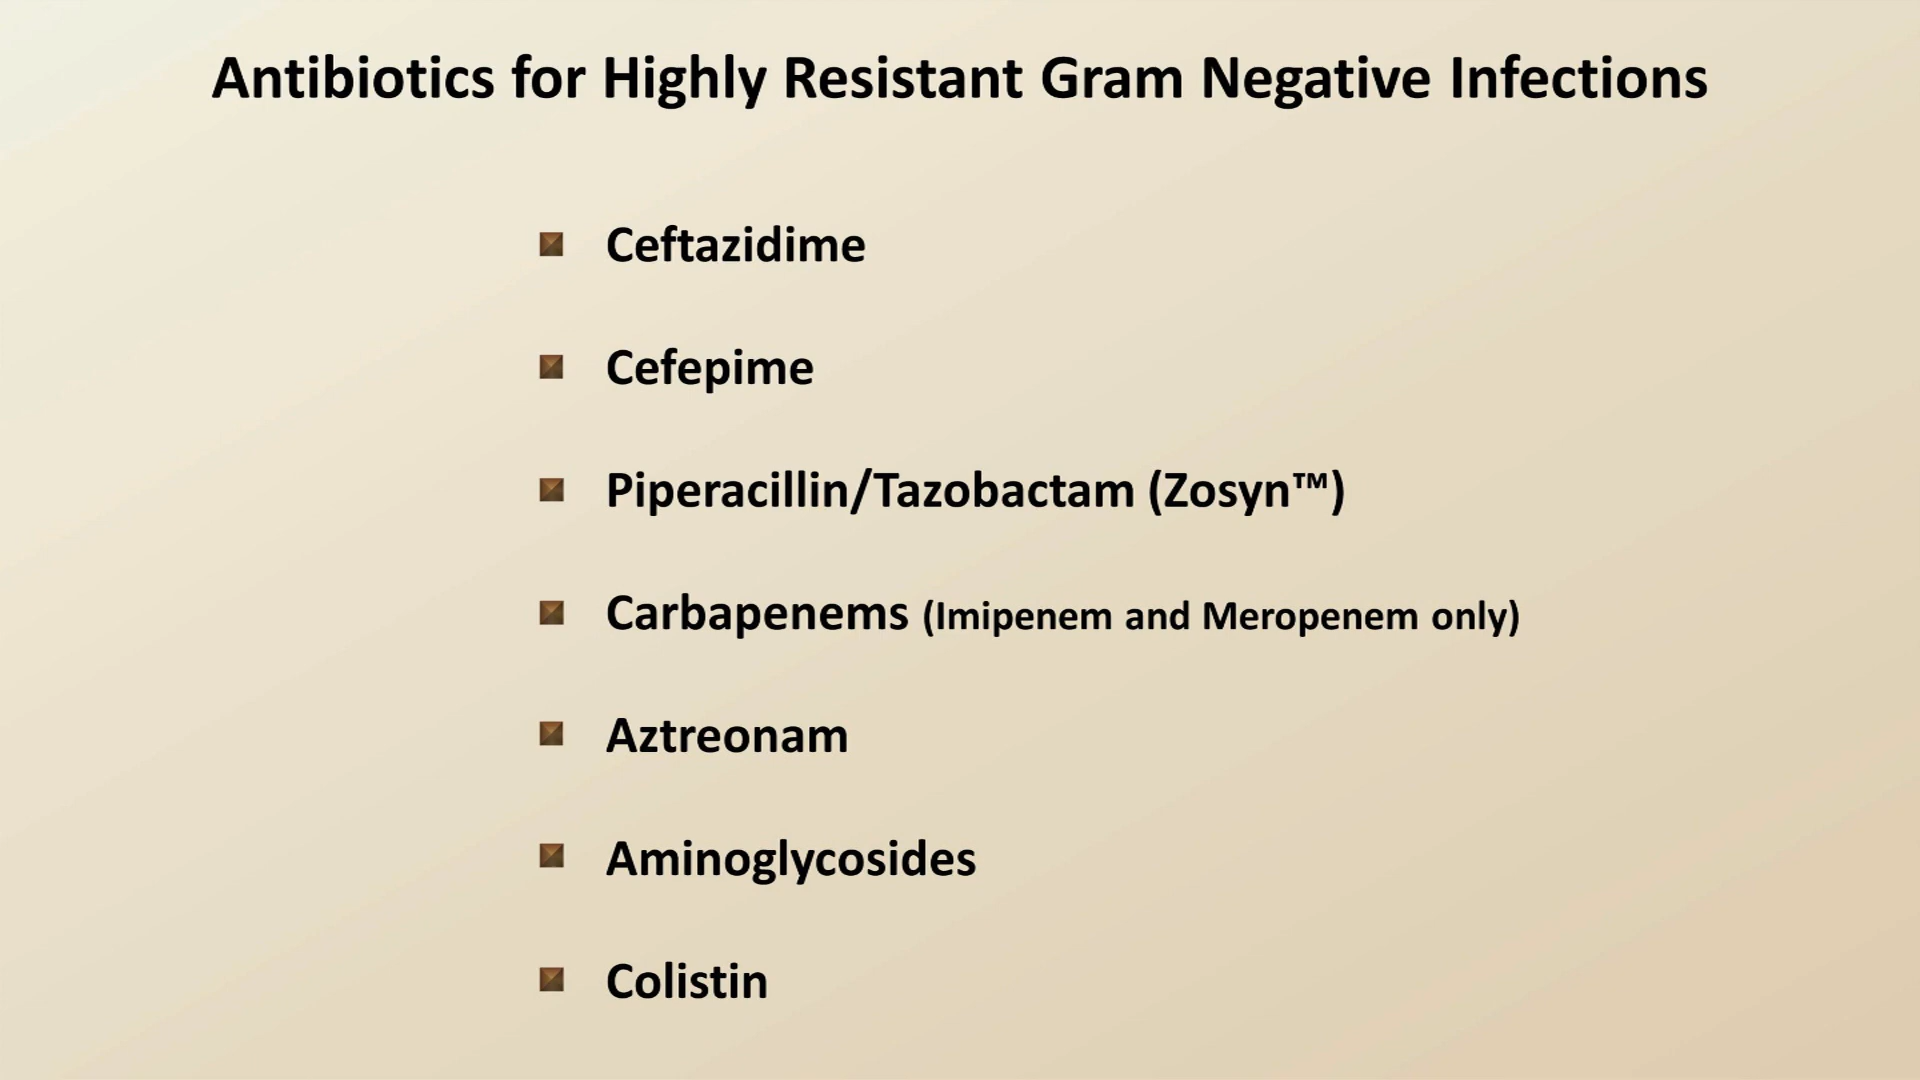 Antibiotics for Highly Resistant Gram Negative Infections
Ceftazidime
Cefepime
Piperacillin/Tazobactam (Zosyn™)
Carbapenems (Imipenem and Meropenem only)
Aztreonam
Aminoglycosides
Colistin